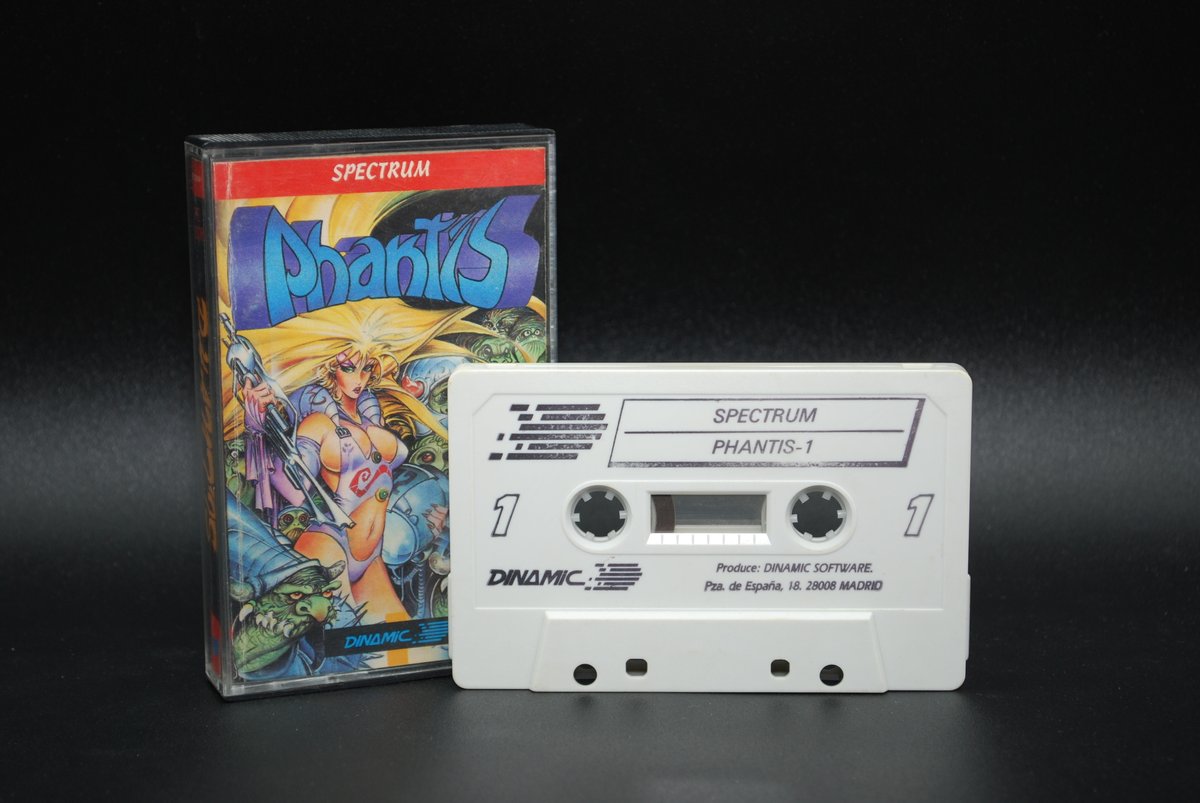 SPECTRUM
Phantis
DINAMIC
SPECTRUM
PHANTIS-1
1
1
DINAMIC
Produce: DINAMIC SOFTWARE.
Pza. de España, 18. 28008 MADRID